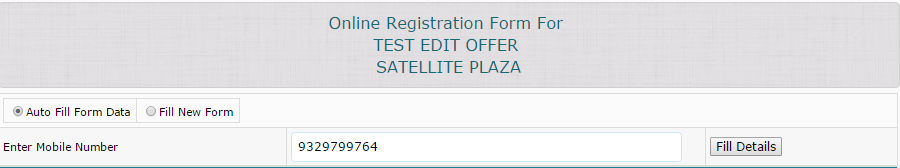 Online Registration Form For
TEST EDIT OFFER
SATELLITE PLAZA
Auto Fill Form Data Fill New Form
Enter Mobile Number 9329799764 Fill Details